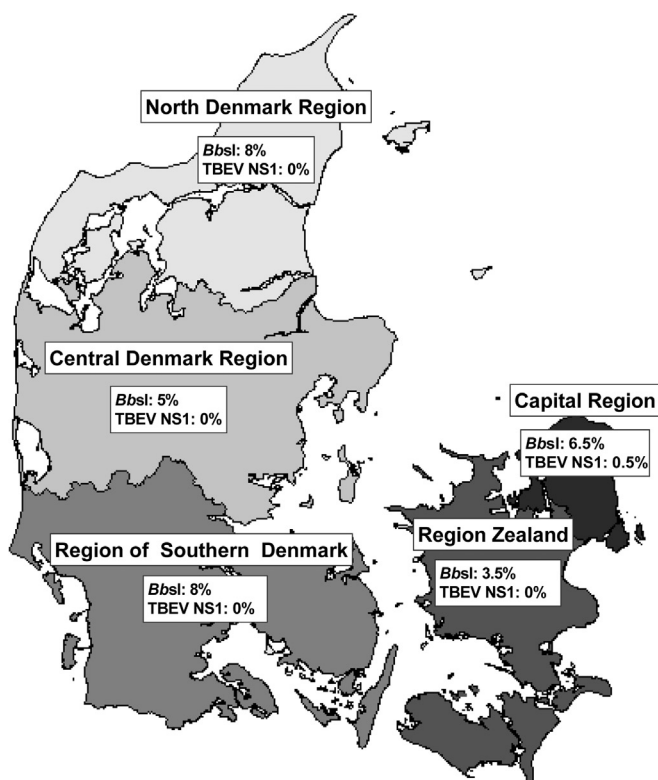 North Denmark Region
Bbsl: 8%
TBEV NS1: 0%
Central Denmark Region
Bbsl: 5%
TBEV NS1: 0%
Capital Region
Bbsl: 6.5%
TBEV NS1: 0.5%
Region of Southern Denmark
Bbsl: 8%
TBEV NS1: 0%
Region Zealand
Bbsl: 3.5%
TBEV NS1: 0%